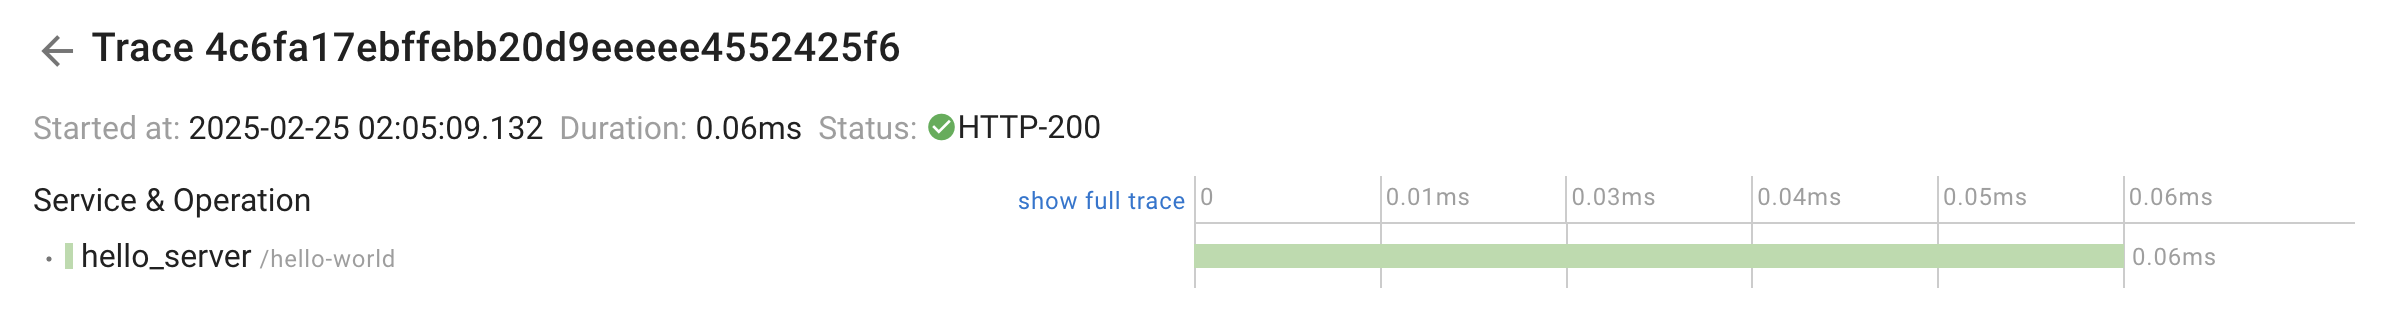 Trace 4c6fa17ebffebb20d9eeeee4552425f6
Started at: 2025-02-25 02:05:09.132 Duration: 0.06ms Status: HTTP-200
Service & Operation show full trace 0 0.01ms 0.03ms 0.04ms 0.05ms 0.06ms
hello_server /hello-world 0.06ms